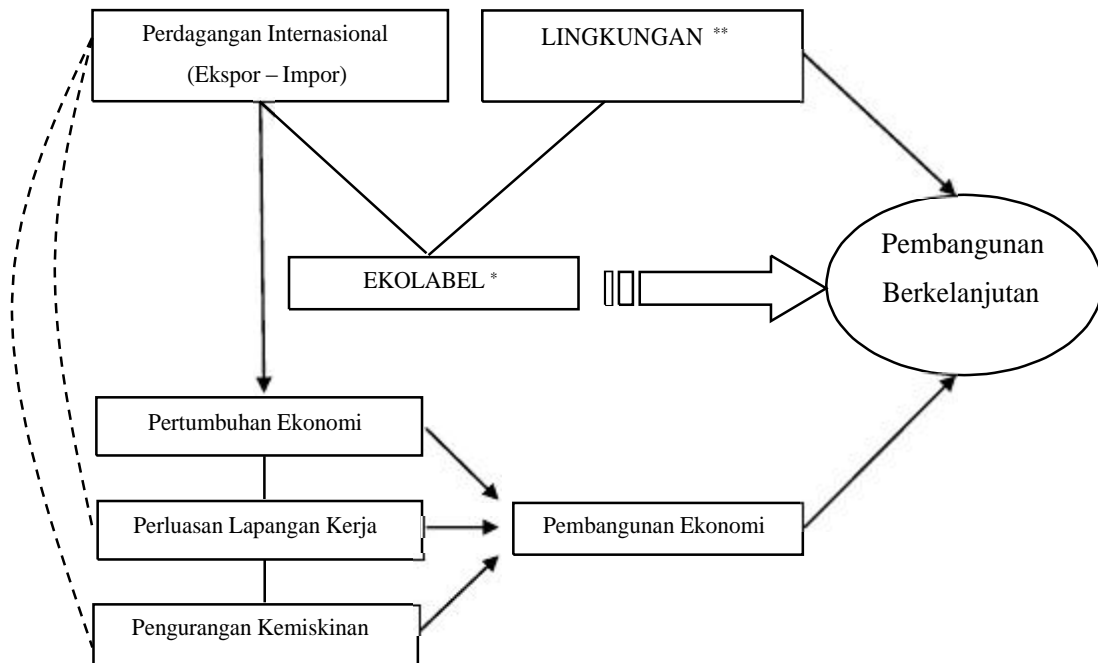 Perdagangan Internasional
(Ekspor – Impor)
LINGKUNGAN **
EKOLABEL *
Pembangunan
Berkelanjutan
Pertumbuhan Ekonomi
Perluasan Lapangan Kerja
Pembangunan Ekonomi
Pengurangan Kemiskinan